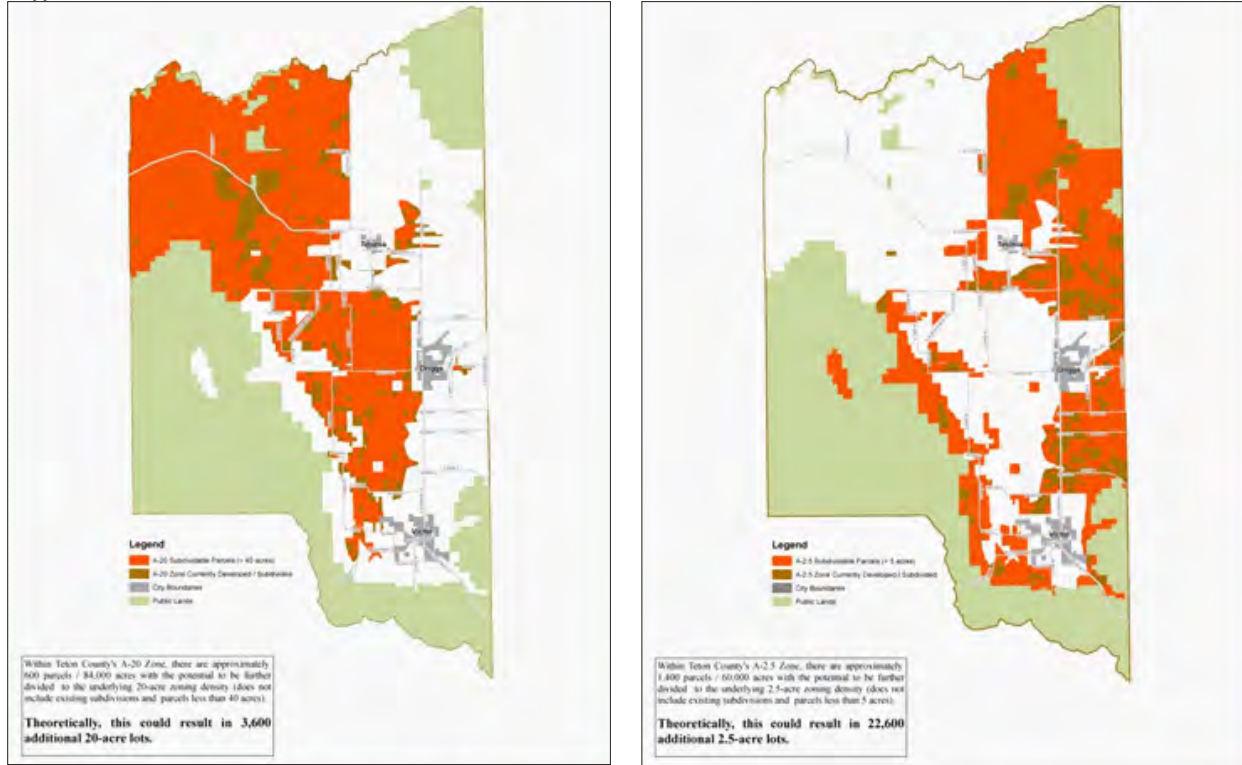 Tetonia
Driggs
Victor
Legend
A-20 Subdividable Parcels (> 40 acres)
A-20 Zone Currently Developed / Subdivided
City Boundaries
Public Lands
Within Teton County's A-20 Zone, there are approximately
600 parcels / 84,000 acres with the potential to be further
divided to the underlying 20-acre zoning density (does not
include existing subdivisions and parcels less than 40 acres).
Theoretically, this could result in 3,600
additional 20-acre lots.
Tetonia
Driggs
Victor
Legend
A-2.5 Subdividable Parcels (> 5 acres)
A-2.5 Zone Currently Developed / Subdivided
City Boundaries
Public Lands
Within Teton County's A-2.5 Zone, there are approximately
1,400 parcels / 60,000 acres with the potential to be further
divided to the underlying 2.5-acre zoning density (does not
include existing subdivisions and parcels less than 5 acres).
Theoretically, this could result in 22,600
additional 2.5-acre lots.